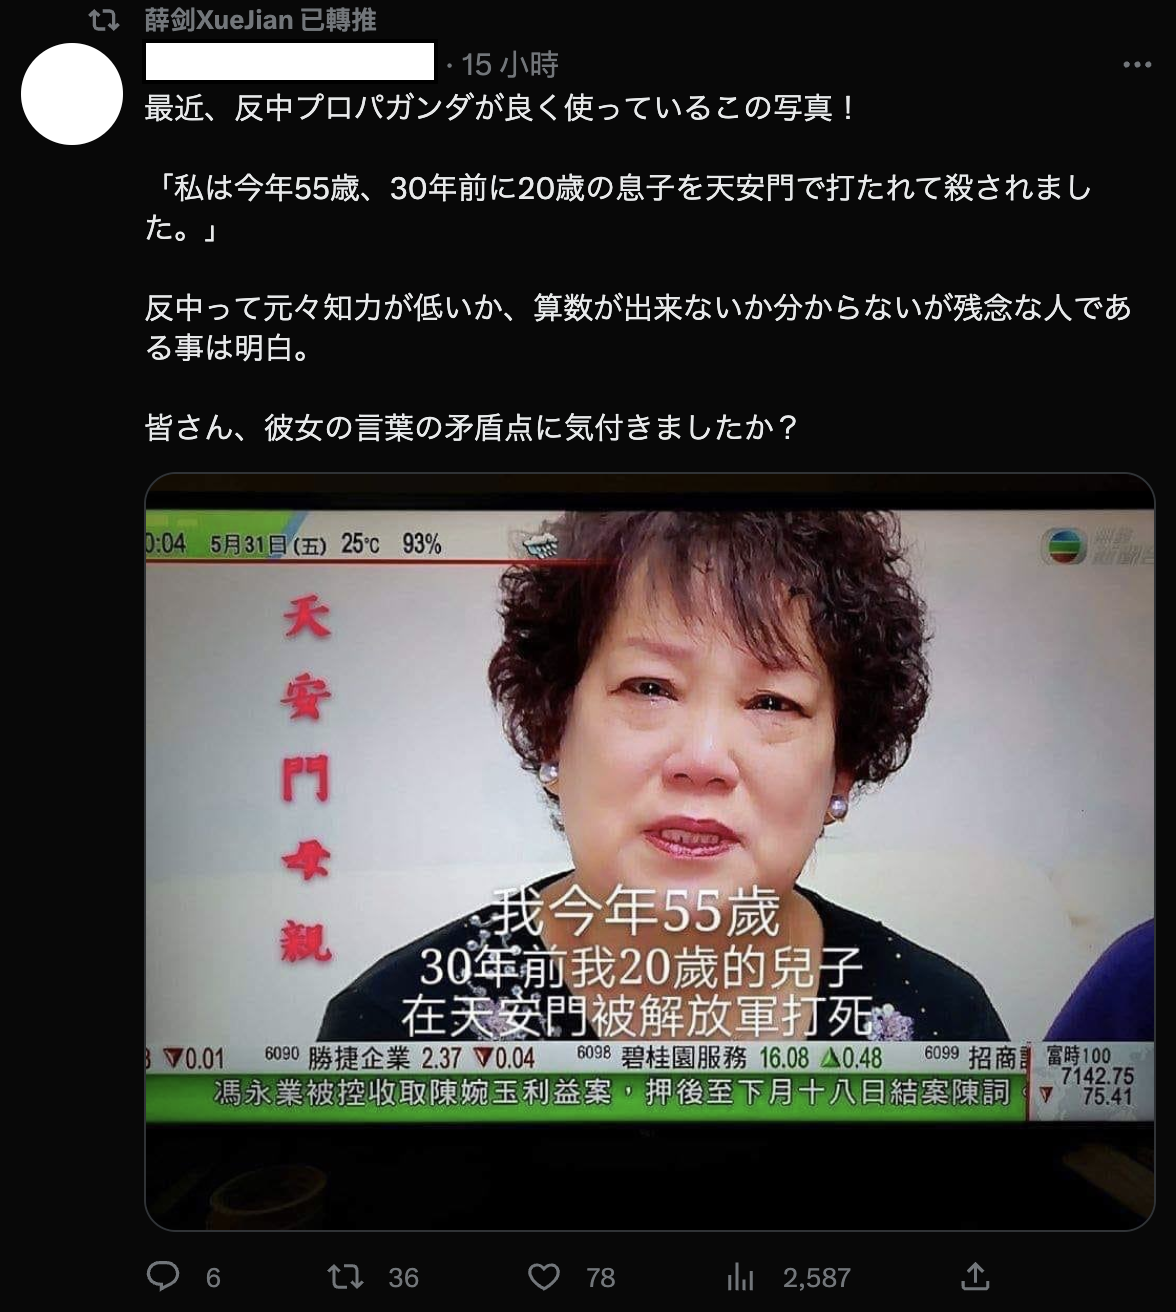 薛剑XueJian 已轉推
· 15 小時
最近、反中プロパガンダが良く使っているこの写真！
「私は今年55歳、30年前に20歳の息子を天安門で打たれて殺されまし
た。」
反中って元々知力が低いか、算数が出来ないか分からないが残念な人であ
る事は明白。
皆さん、彼女の言葉の矛盾点に気付きましたか？
0:04 5月31日(五) 25°C 93%
天
安
門
母
親
我今年55歲
30年前我20歲的兒子
在天安門被解放軍打死
▼0.01 6090 勝捷企業 2.37 ▼0.04 6098 碧桂園服務 16.08 ▲0.48 6099 招商
富時100
7142.75
▼ 75.41
馮永業被控收取陳婉玉利益案，押後至下月十八日結案陳詞
6 36 78 2,587